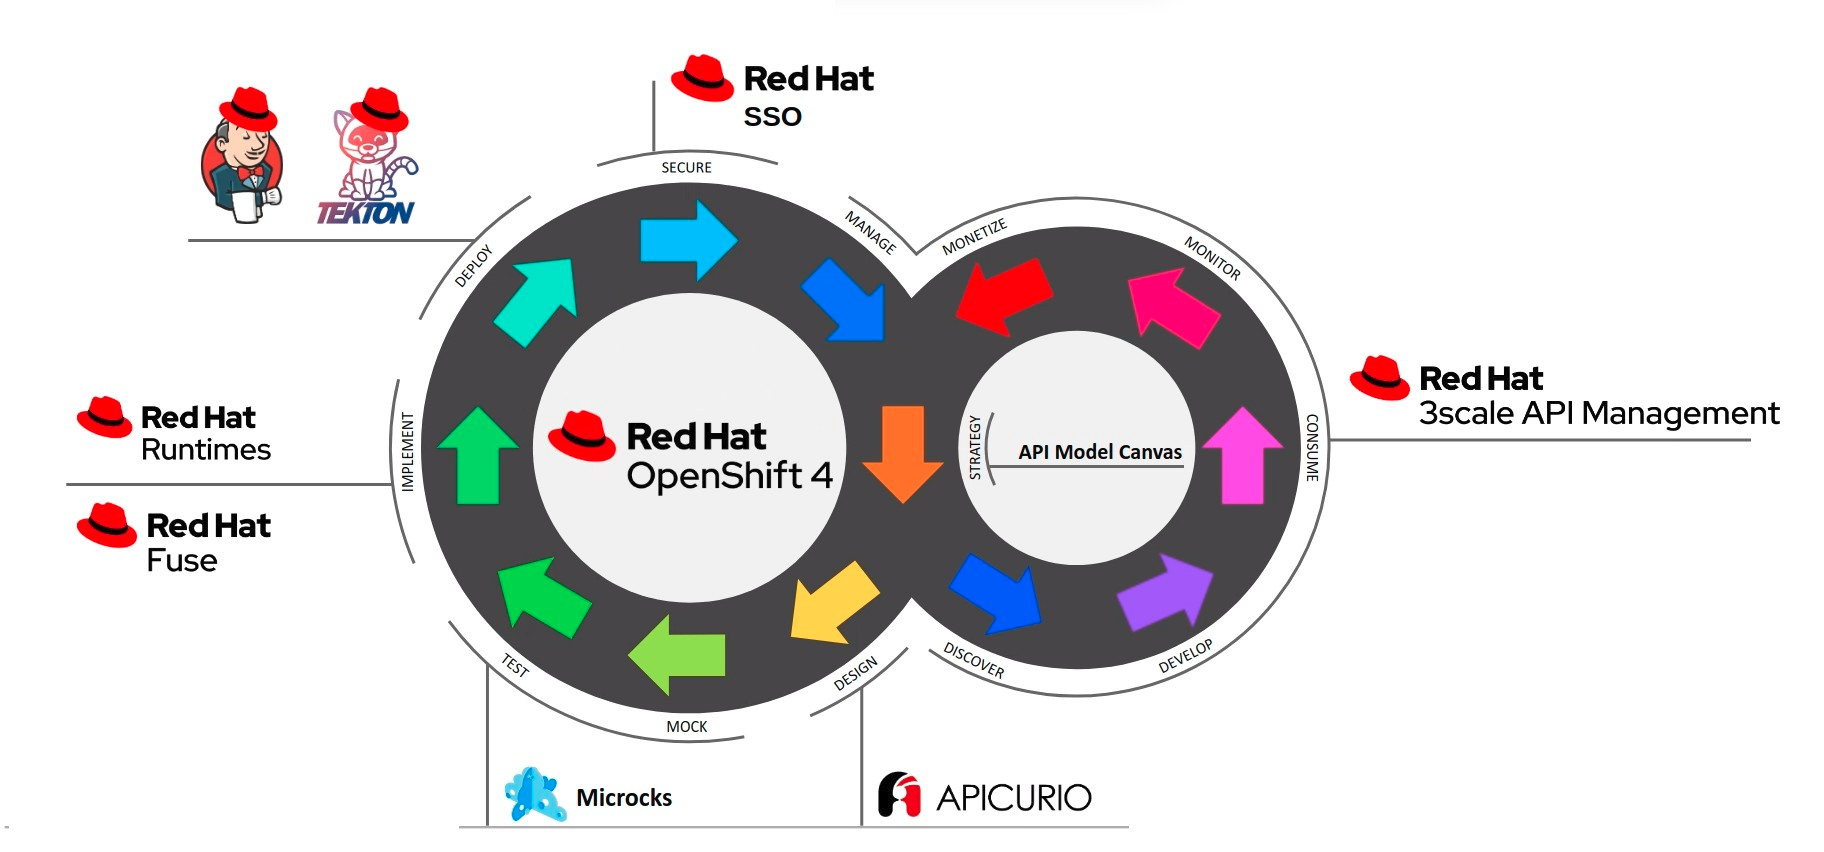 Red Hat
SSO
TEKTON
SECURE
MANAGE
MONETIZE
MONITOR
DEPLOY
Red Hat
Runtimes
IMPLEMENT
Red Hat
OpenShift 4
STRATEGY
API Model Canvas
CONSUME
Red Hat
3scale API Management
Red Hat
Fuse
TEST
MOCK
DESIGN
DISCOVER
DEVELOP
Microcks
APICURIO